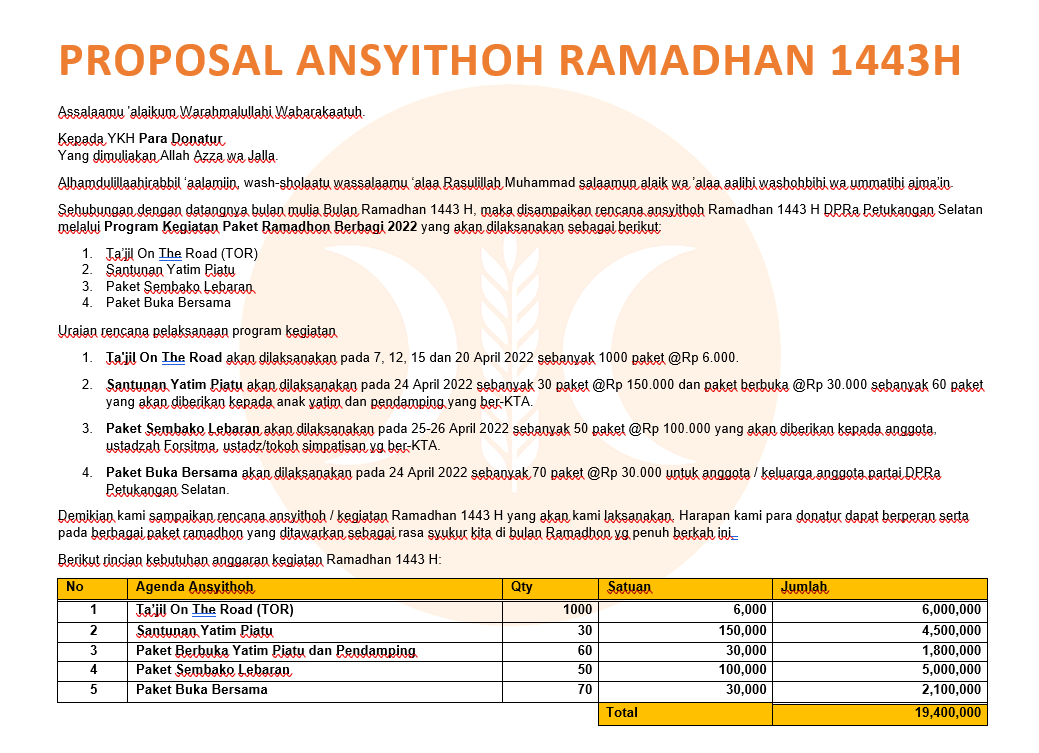 PROPOSAL ANSYITHOH RAMADHAN 1443H
Assalaamu 'alaikum Warahmalullahi Wabarakaatuh.
Kepada YKH Para Donatur
Yang dimuliakan Allah Azza wa Jalla.
Alhamdulillaahirabbil ‘aalamiin, wash-sholaatu wassalaamu ‘alaa Rasulillah Muhammad salaamun alaik wa ’alaa aalihi washohbihi wa ummatihi ajma’in.
Sehubungan dengan datangnya bulan mulia Bulan Ramadhan 1443 H, maka disampaikan rencana ansyithoh Ramadhan 1443 H DPRa Petukangan Selatan
melalui Program Kegiatan Paket Ramadhon Berbagi 2022 yang akan dilaksanakan sebagai berikut:
1. Ta’jil On The Road (TOR)
2. Santunan Yatim Piatu
3. Paket Sembako Lebaran
4. Paket Buka Bersama
Uraian rencana pelaksanaan program kegiatan
1. Ta’jil On The Road akan dilaksanakan pada 7, 12, 15 dan 20 April 2022 sebanyak 1000 paket @Rp 6.000.
2. Santunan Yatim Piatu akan dilaksanakan pada 24 April 2022 sebanyak 30 paket @Rp 150.000 dan paket berbuka @Rp 30.000 sebanyak 60 paket
yang akan diberikan kepada anak yatim dan pendamping yang ber-KTA.
3. Paket Sembako Lebaran akan dilaksanakan pada 25-26 April 2022 sebanyak 50 paket @Rp 100.000 yang akan diberikan kepada anggota,
ustadzah Forsitma, ustadz/tokoh simpatisan yg ber-KTA.
4. Paket Buka Bersama akan dilaksanakan pada 24 April 2022 sebanyak 70 paket @Rp 30.000 untuk anggota / keluarga anggota partai DPRa
Petukangan Selatan.
Demikian kami sampaikan rencana ansyithoh / kegiatan Ramadhan 1443 H yang akan kami laksanakan. Harapan kami para donatur dapat berperan serta
pada berbagai paket ramadhon yang ditawarkan sebagai rasa syukur kita di bulan Ramadhon yg penuh berkah ini.
Berikut rincian kebutuhan anggaran kegiatan Ramadhan 1443 H:
No Agenda Ansyithoh Qty Satuan Jumlah
1 Ta’jil On The Road (TOR) 1000 6,000 6,000,000
2 Santunan Yatim Piatu 30 150,000 4,500,000
3 Paket Berbuka Yatim Piatu dan Pendamping 60 30,000 1,800,000
4 Paket Sembako Lebaran 50 100,000 5,000,000
5 Paket Buka Bersama 70 30,000 2,100,000
Total 19,400,000